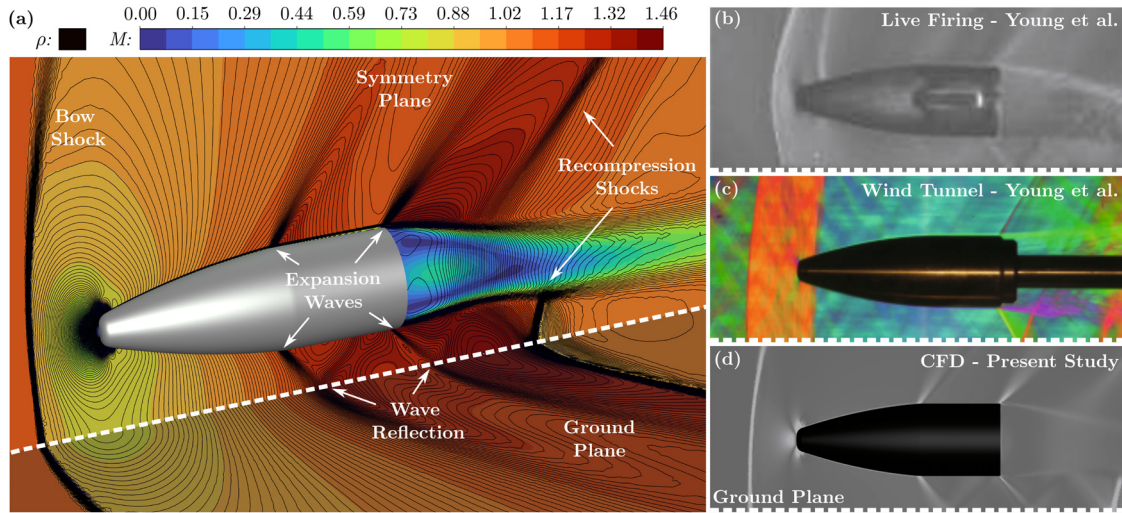 (a)
0.00 0.15 0.29 0.44 0.59 0.73 0.88 1.02 1.17 1.32 1.46
ρ: M:
Bow
Shock
Symmetry
Plane
Recompression
Shocks
Expansion
Waves
Wave
Reflection
Ground
Plane
(b) Live Firing - Young et al.
(c) Wind Tunnel - Young et al.
(d) CFD - Present Study
Ground Plane